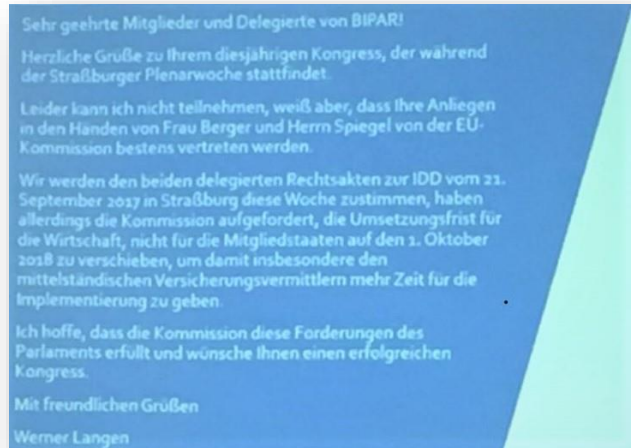 Sehr geehrte Mitglieder und Delegierte von BIPAR!
Herzliche Grüße zu Ihrem diesjährigen Kongress, der während
der Straßburger Plenarwoche stattfindet.
Leider kann ich nicht teilnehmen, weiß aber, dass Ihre Anliegen
in den Händen von Frau Berger und Herrn Spiegel von der EU-
Kommission bestens vertreten werden.
Wir werden den beiden delegierten Rechtsakten zur IDD vom 21.
September 2017 in Straßburg diese Woche zustimmen, haben
allerdings die Kommission aufgefordert, die Umsetzungsfrist für
die Wirtschaft, nicht für die Mitgliedstaaten auf den 1. Oktober
2018 zu verschieben, um damit insbesondere den
mittelständischen Versicherungsvermittlern mehr Zeit für die
Implementierung zu geben.
Ich hoffe, dass die Kommission diese Forderungen des
Parlaments erfüllt und wünsche Ihnen einen erfolgreichen
Kongress.
Mit freundlichen Grüßen
Werner Langen